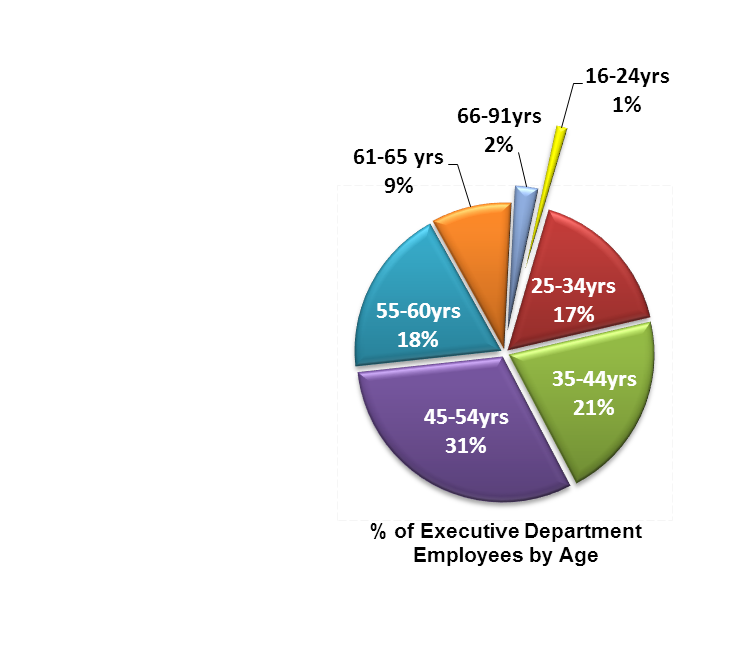 16-24yrs
1%
66-91yrs
2%
61-65 yrs
9%
25-34yrs
17%
55-60yrs
18%
35-44yrs
21%
45-54yrs
31%
% of Executive Department
Employees by Age